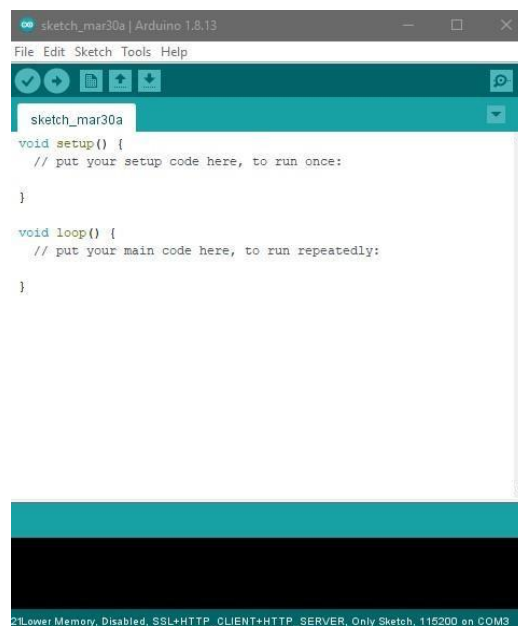 sketch_mar30a | Arduino 1.8.13
File Edit Sketch Tools Help
sketch_mar30a
void setup() {
// put your setup code here, to run once:
}
void loop() {
// put your main code here, to run repeatedly:
}
Lower Memory, Disabled, SSL+HTTP_CLIENT+HTTP_SERVER, Only Sketch, 115200 on COM3